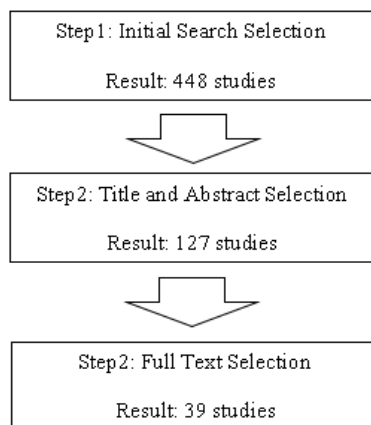 Step1: Initial Search Selection
Result: 448 studies
Step2: Title and Abstract Selection
Result: 127 studies
Step2: Full Text Selection
Result: 39 studies